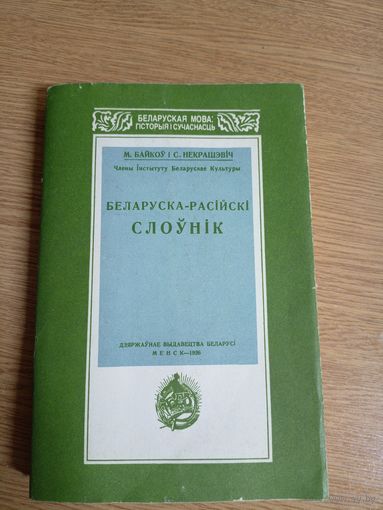 БЕЛАРУСКАЯ МОВА:
ГІСТОРЫЯ І СУЧАСНАСЦЬ
М. БАЙКОЎ І С. НЕКРАШЭВІЧ
Члены Інстытуту Беларускае Культуры
БЕЛАРУСКА-РАСІЙСКІ
СЛОЎНІК
ДЗЯРЖАЎНАЕ ВЫДАВЕЦТВА БЕЛАРУСІ
МЕНСК—1926